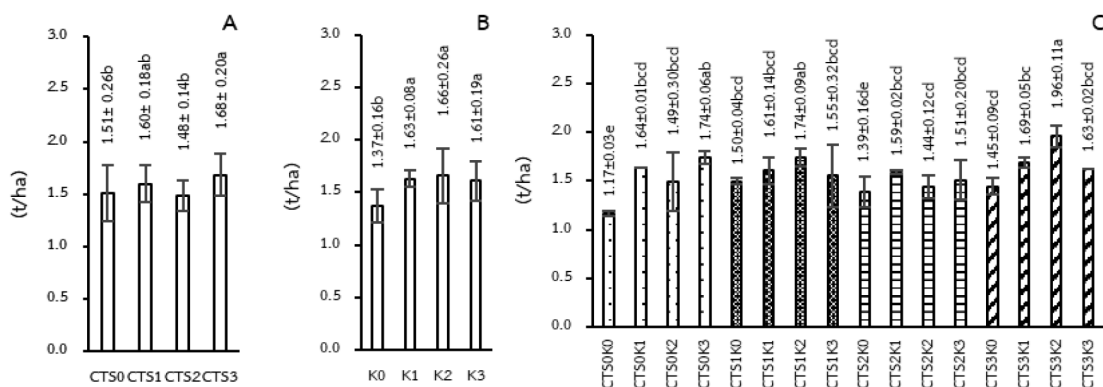 A
3.0
2.5
2.0
1.5
1.0
0.5
0.0
(t/ha)
1.51± 0.26b
1.60± 0.18ab
1.48± 0.14b
1.68± 0.20a
CTS0 CTS1 CTS2 CTS3
B
3.0
2.5
2.0
1.5
1.0
0.5
0.0
(t/ha)
1.37±0.16b
1.63±0.08a
1.66±0.26a
1.61±0.19a
K0 K1 K2 K3
C
3.0
2.5
2.0
1.5
1.0
0.5
0.0
(t/ha)
1.17±0.03e
1.64±0.01bcd
1.49±0.30bcd
1.74±0.06ab
1.50±0.04bcd
1.61±0.14bcd
1.74±0.09ab
1.55±0.32bcd
1.39±0.16de
1.59±0.02bcd
1.44±0.12cd
1.51±0.20bcd
1.45±0.09cd
1.69±0.05bc
1.96±0.11a
1.63±0.02bcd
CTS0K0
CTS0K1
CTS0K2
CTS0K3
CTS1K0
CTS1K1
CTS1K2
CTS1K3
CTS2K0
CTS2K1
CTS2K2
CTS2K3
CTS3K0
CTS3K1
CTS3K2
CTS3K3